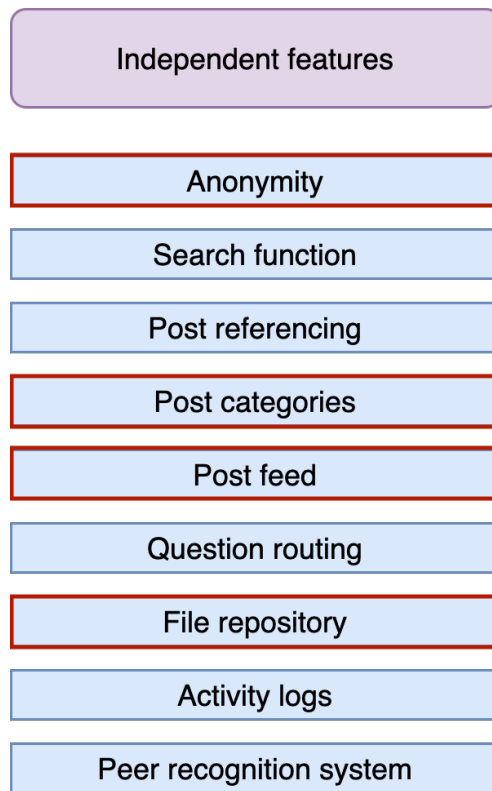 Independent features
Anonymity
Search function
Post referencing
Post categories
Post feed
Question routing
File repository
Activity logs
Peer recognition system